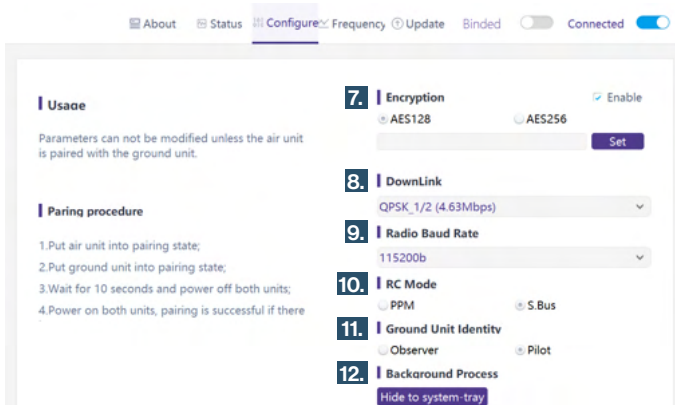 About Status Configure Frequency Update Binded Connected
Usage
Parameters can not be modified unless the air unit
is paired with the ground unit.
Paring procedure
1.Put air unit into pairing state;
2.Put ground unit into pairing state;
3.Wait for 10 seconds and power off both units;
4.Power on both units, pairing is successful if there
7. Encryption Enable
AES128 AES256
Set
8. DownLink
QPSK_1/2 (4.63Mbps)
9. Radio Baud Rate
115200b
10. RC Mode
PPM S.Bus
11. Ground Unit Identity
Observer Pilot
12. Background Process
Hide to system-tray